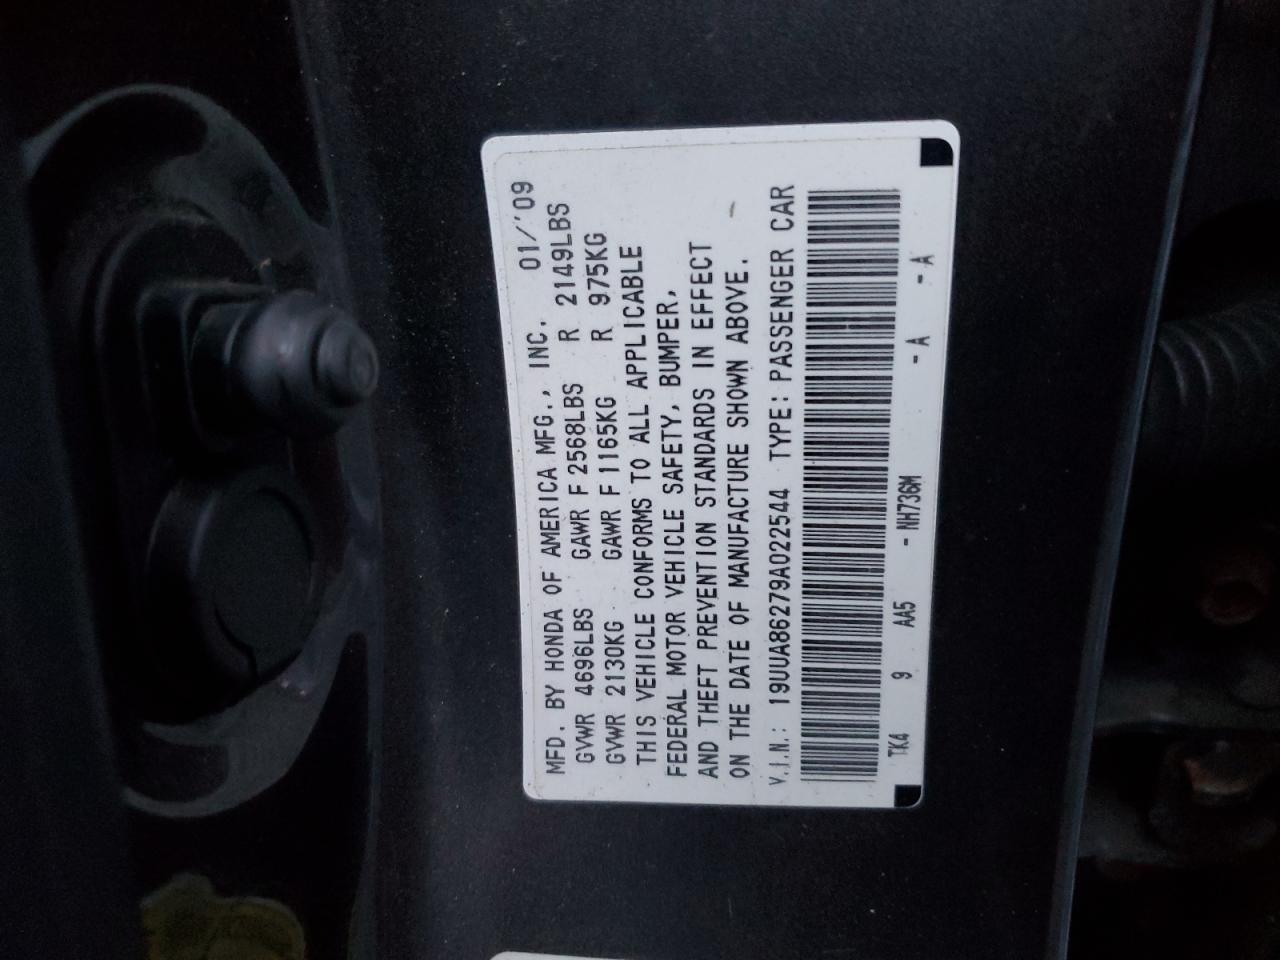 MFD. BY HONDA OF AMERICA MFG., INC. 01/'09
GVWR 4696LBS GAWR F 2568LBS R 2149LBS
GVWR 2130KG GAWR F 1165KG R 975KG
THIS VEHICLE CONFORMS TO ALL APPLICABLE
FEDERAL MOTOR VEHICLE SAFETY, BUMPER,
AND THEFT PREVENTION STANDARDS IN EFFECT
ON THE DATE OF MANUFACTURE SHOWN ABOVE.
V.I.N.: 19UUA86279A022544 TYPE: PASSENGER CAR
TK4 9 AA5 - NH736M - A - A